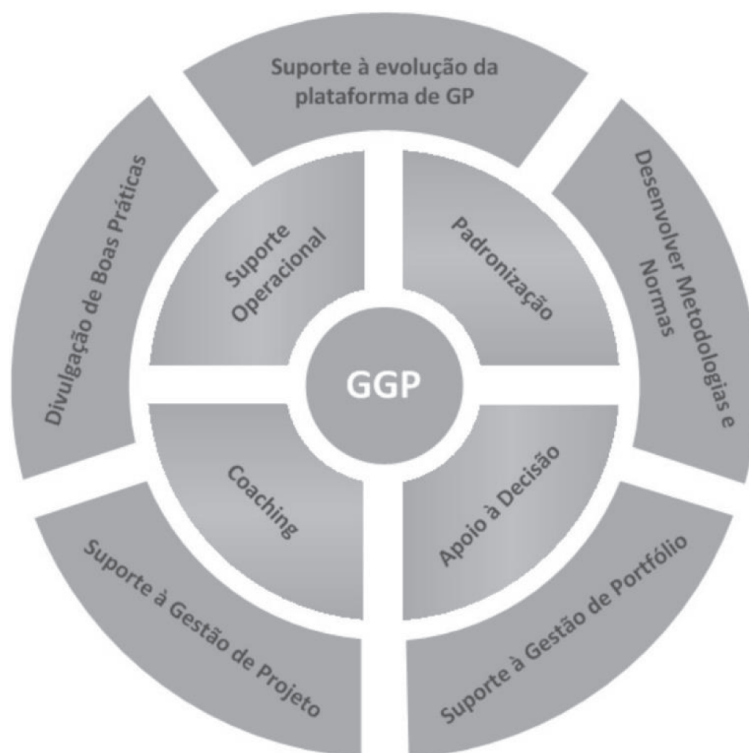 Suporte à evolução da
plataforma de GP
Desenvolver Metodologias e
Normas
Suporte à Gestão de Portfólio
Suporte à Gestão de Projeto
Divulgação de Boas Práticas
Suporte
Operacional
Padronização
Apoio à Decisão
Coaching
GGP